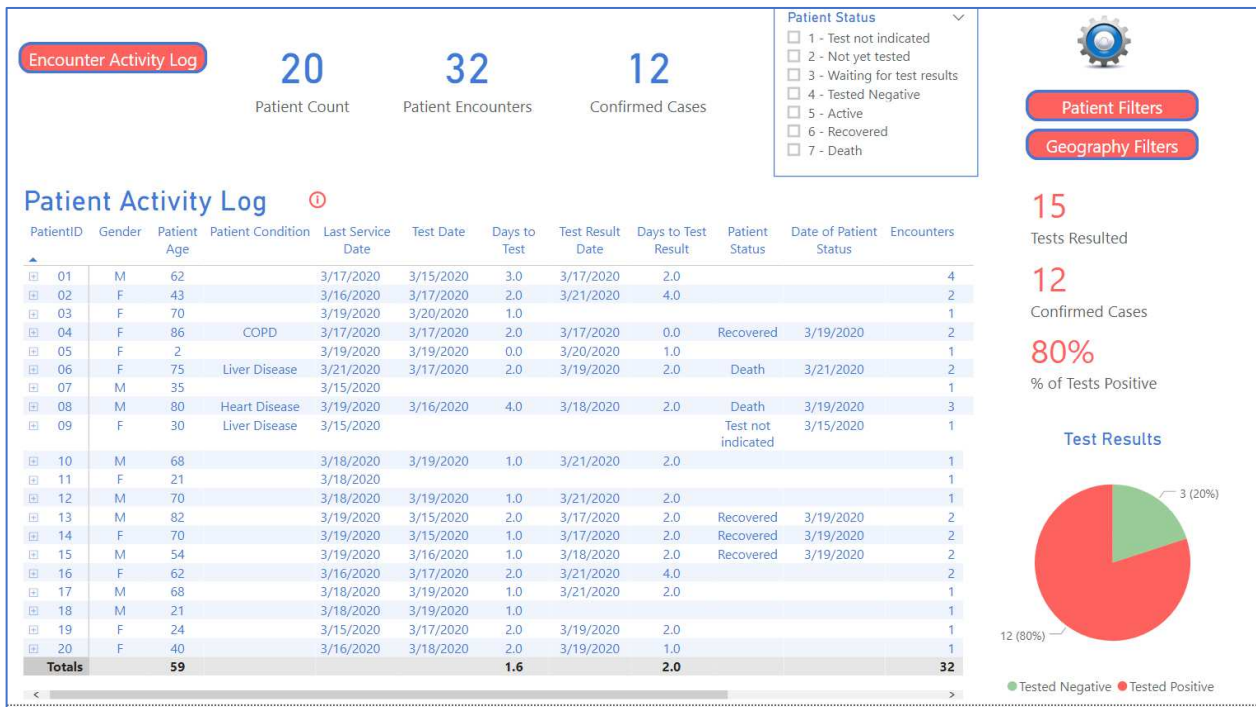 Encounter Activity Log
20
Patient Count
32
Patient Encounters
12
Confirmed Cases
Patient Status
1 - Test not indicated
2 - Not yet tested
3 - Waiting for test results
4 - Tested Negative
5 - Active
6 - Recovered
7 - Death
Patient Filters
Geography Filters
Patient Activity Log
PatientID Gender Patient Age Patient Condition Last Service Date Test Date Days to Test Test Result Date Days to Test Result Patient Status Date of Patient Status Encounters
01 M 62 3/17/2020 3/15/2020 3.0 3/17/2020 2.0 4
02 F 43 3/16/2020 3/17/2020 2.0 3/21/2020 4.0 2
03 F 70 3/19/2020 3/20/2020 1.0 1
04 F 86 COPD 3/17/2020 3/17/2020 2.0 3/17/2020 0.0 Recovered 3/19/2020 2
05 F 2 3/19/2020 3/19/2020 0.0 3/20/2020 1.0 1
06 F 75 Liver Disease 3/21/2020 3/17/2020 2.0 3/19/2020 2.0 Death 3/21/2020 2
07 M 35 3/15/2020 1
08 M 80 Heart Disease 3/19/2020 3/16/2020 4.0 3/18/2020 2.0 Death 3/19/2020 3
09 F 30 Liver Disease 3/15/2020 Test not indicated 3/15/2020 1
10 M 68 3/18/2020 3/19/2020 1.0 3/21/2020 2.0 1
11 F 21 3/18/2020 1
12 M 70 3/18/2020 3/19/2020 1.0 3/21/2020 2.0 1
13 M 82 3/19/2020 3/15/2020 2.0 3/17/2020 2.0 Recovered 3/19/2020 2
14 F 70 3/19/2020 3/15/2020 1.0 3/17/2020 2.0 Recovered 3/19/2020 2
15 M 54 3/19/2020 3/16/2020 1.0 3/18/2020 2.0 Recovered 3/19/2020 2
16 F 62 3/16/2020 3/17/2020 2.0 3/21/2020 4.0 2
17 M 68 3/18/2020 3/19/2020 1.0 3/21/2020 2.0 1
18 M 21 3/18/2020 3/19/2020 1.0 1
19 F 24 3/15/2020 3/17/2020 2.0 3/19/2020 2.0 1
20 F 40 3/16/2020 3/18/2020 2.0 3/19/2020 1.0 1
Totals 59 1.6 2.0 32
15
Tests Resulted
12
Confirmed Cases
80%
% of Tests Positive
Test Results
3 (20%)
12 (80%)
Tested Negative Tested Positive